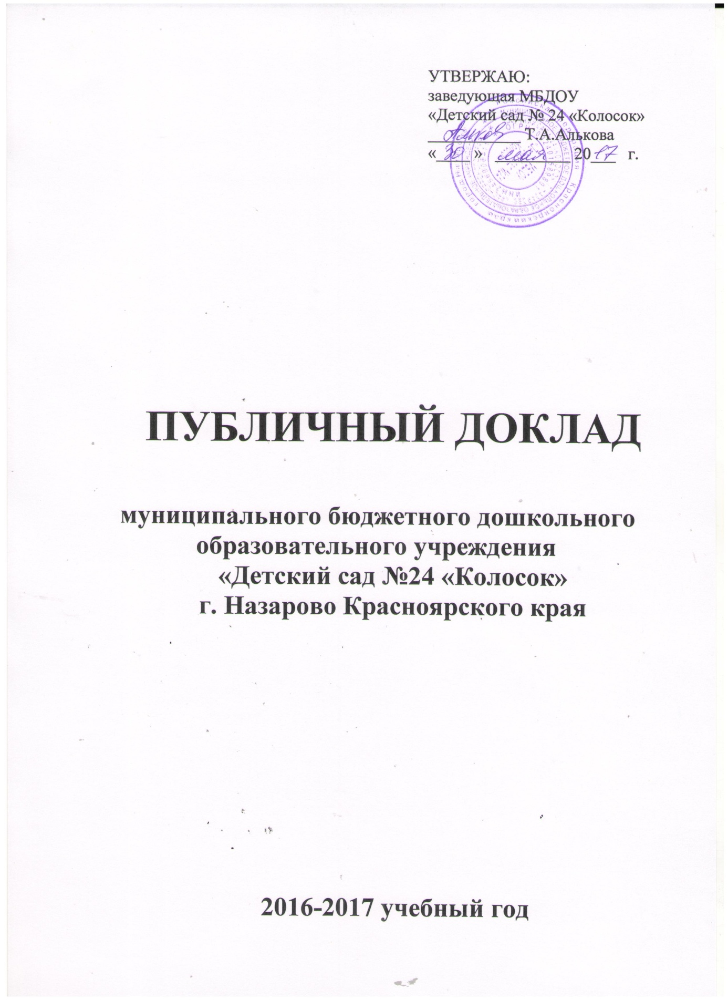 УТВЕРЖАЮ:
заведующая МБДОУ
«Детский сад № 24 «Колосок»
Т.А.Алькова
«30» мая 2017 г.
ПУБЛИЧНЫЙ ДОКЛАД
муниципального бюджетного дошкольного
образовательного учреждения
«Детский сад №24 «Колосок»
г. Назарово Красноярского края
2016-2017 учебный год